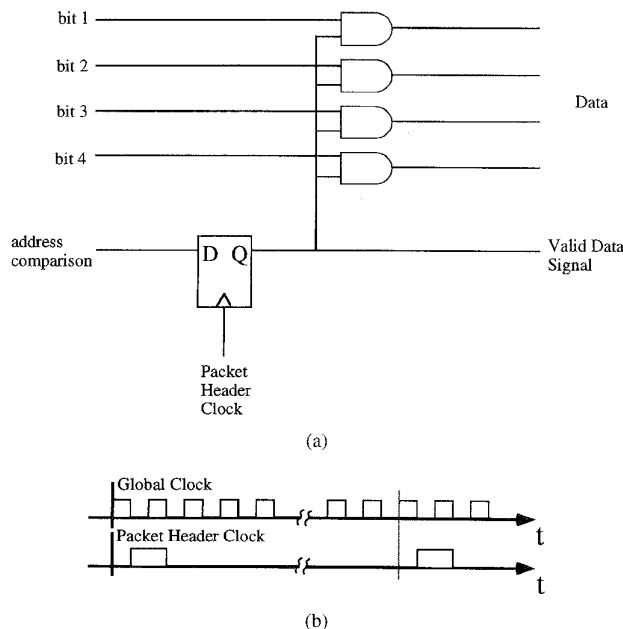 bit 1
bit 2
bit 3
bit 4
Data
address
comparison
D Q
Valid Data
Signal
Packet
Header
Clock
(a)
Global Clock
t
Packet Header Clock
t
(b)